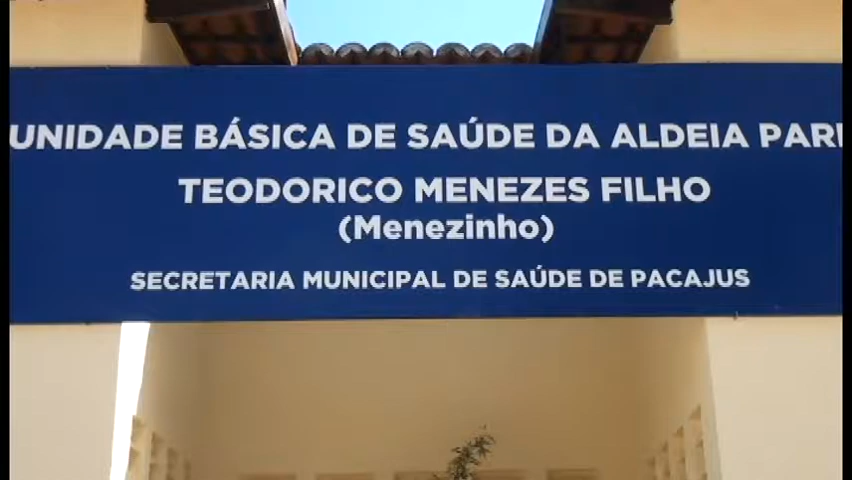 UNIDADE BÁSICA DE SAÚDE DA ALDEIA
TEODORICO MENEZES FILHO
(Menezinho)
SECRETARIA MUNICIPAL DE SAÚDE DE PACAJUS